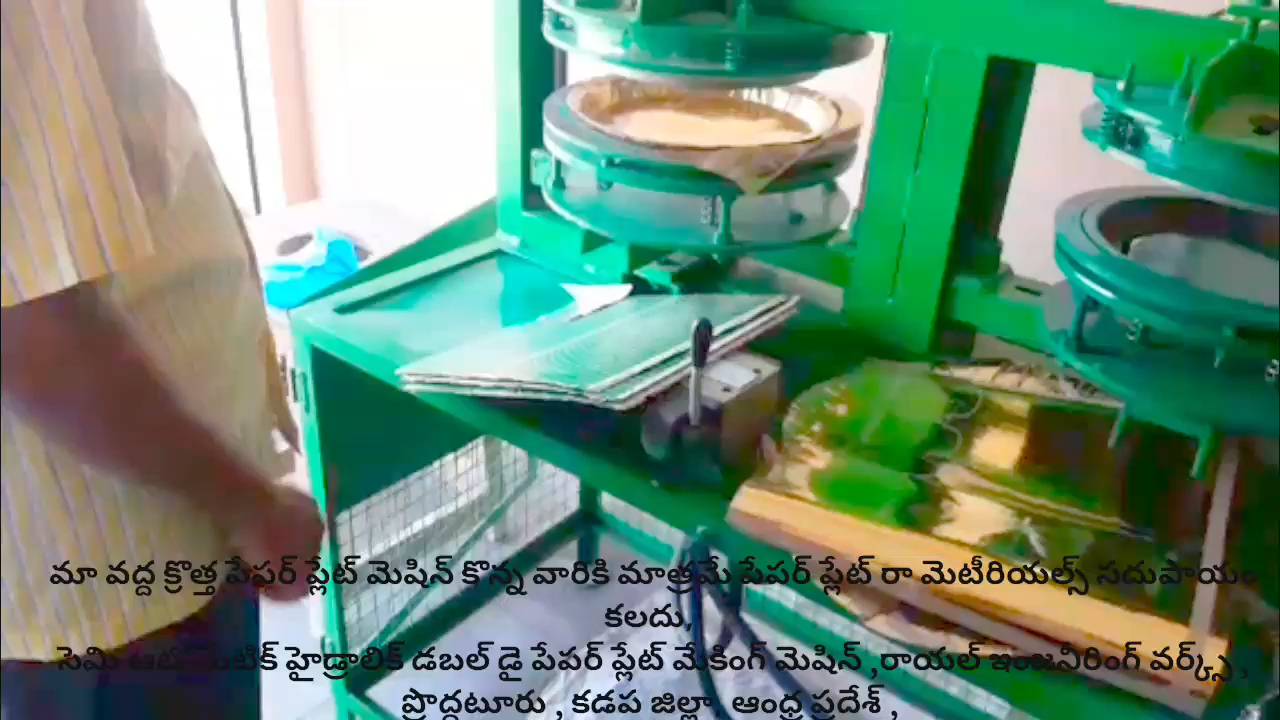 మా వద్ద క్రొత్త పేపర్ ప్లేట్ మెషిన్ కొన్న వారికి మాత్రమే పేపర్ ప్లేట్ రా మెటీరియల్స్ సదుపాయం
కలదు,
సెమి ఆటోమేటిక్ హైడ్రాలిక్ డబల్ డై పేపర్ ప్లేట్ మేకింగ్ మెషిన్ ,రాయల్ ఇంజనీరింగ్ వర్క్స్ ,
ప్రొద్దటూరు , కడప జిల్లా, ఆంధ్ర ప్రదేశ్ ,